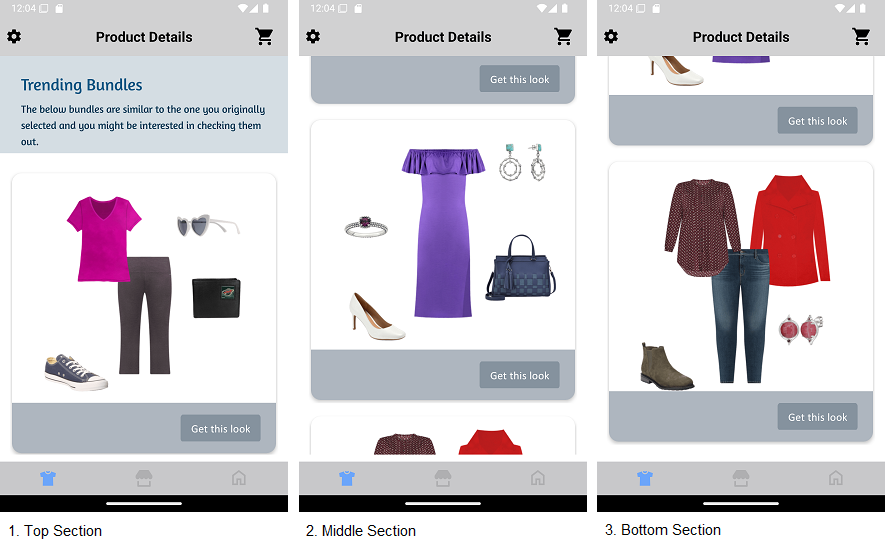 12:04
Product Details
Trending Bundles
The below bundles are similar to the one you originally
selected and you might be interested in checking them
out.
Get this look
1. Top Section
12:04
Product Details
Get this look
Get this look
2. Middle Section
12:04
Product Details
Get this look
Get this look
3. Bottom Section